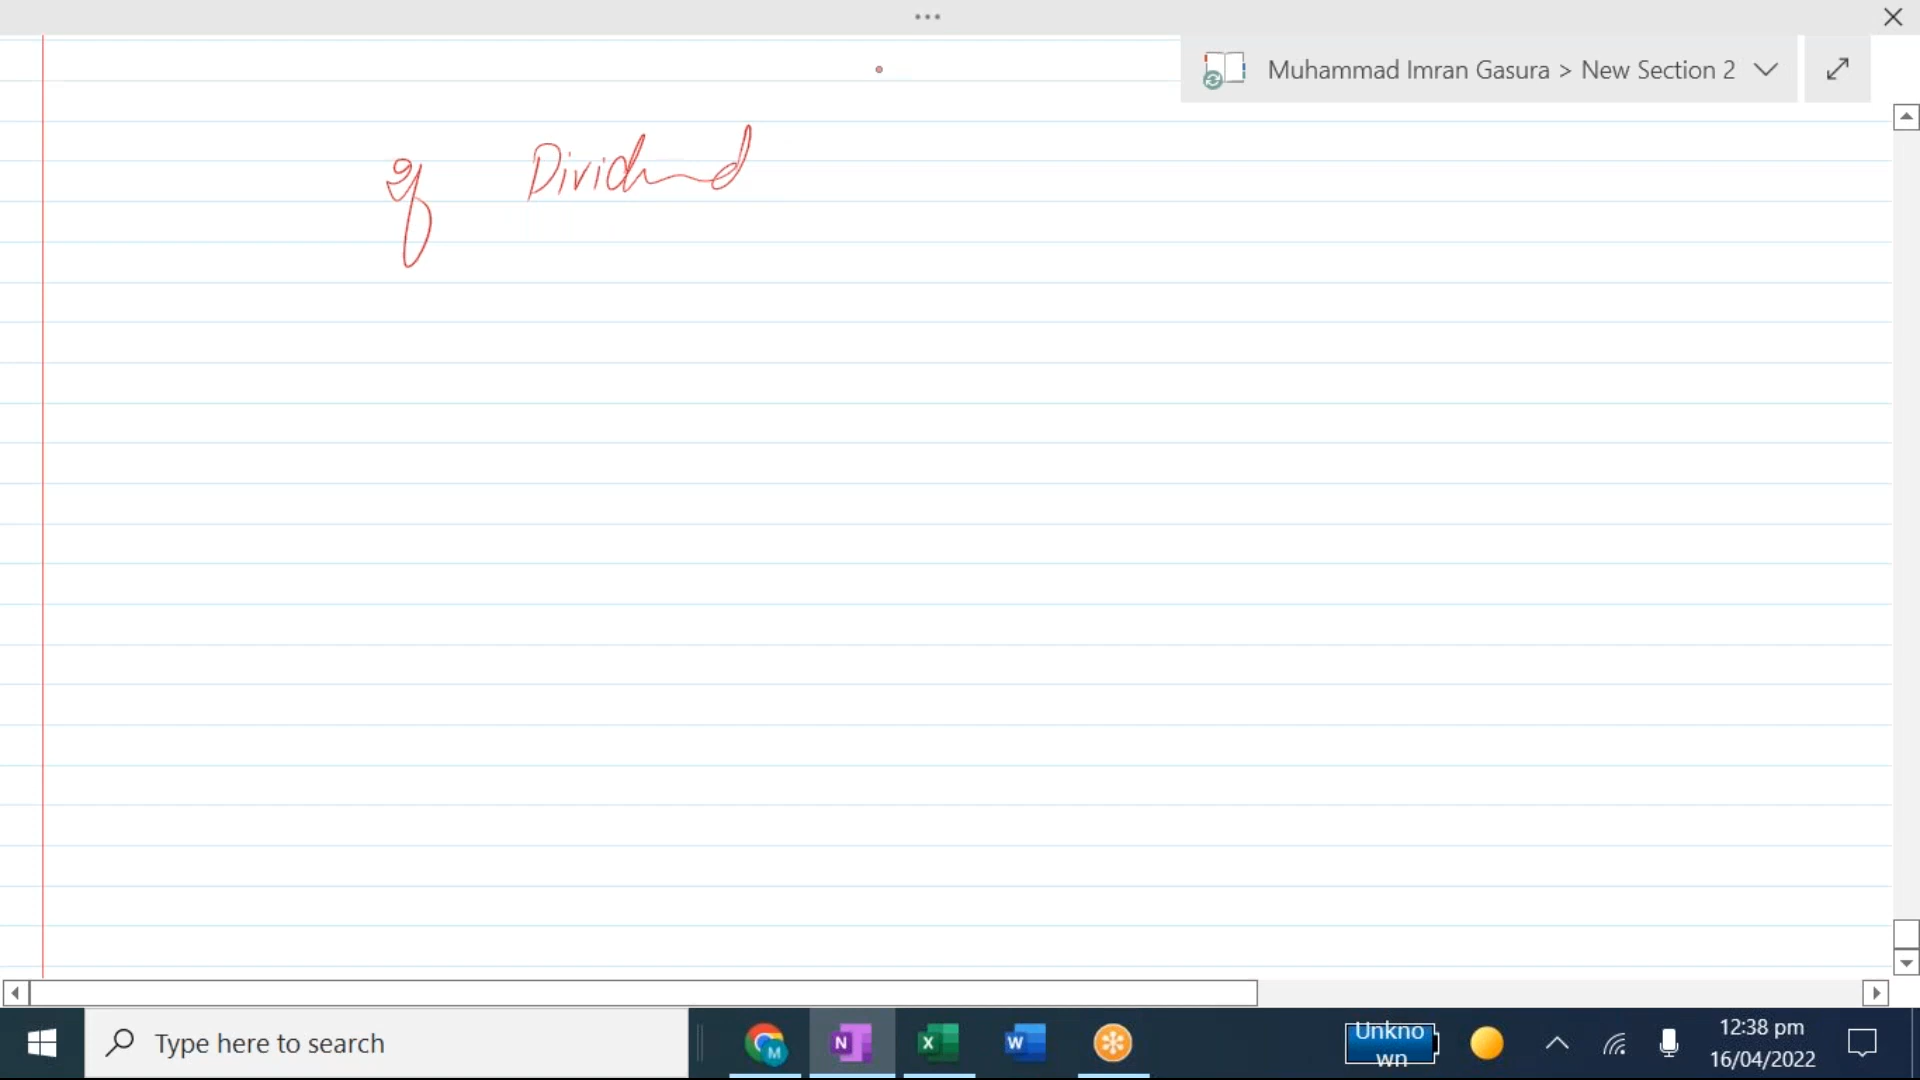 Muhammad Imran Gasura > New Section 2
If Dividend
Type here to search
Unkno
wn
12:38 pm
16/04/2022